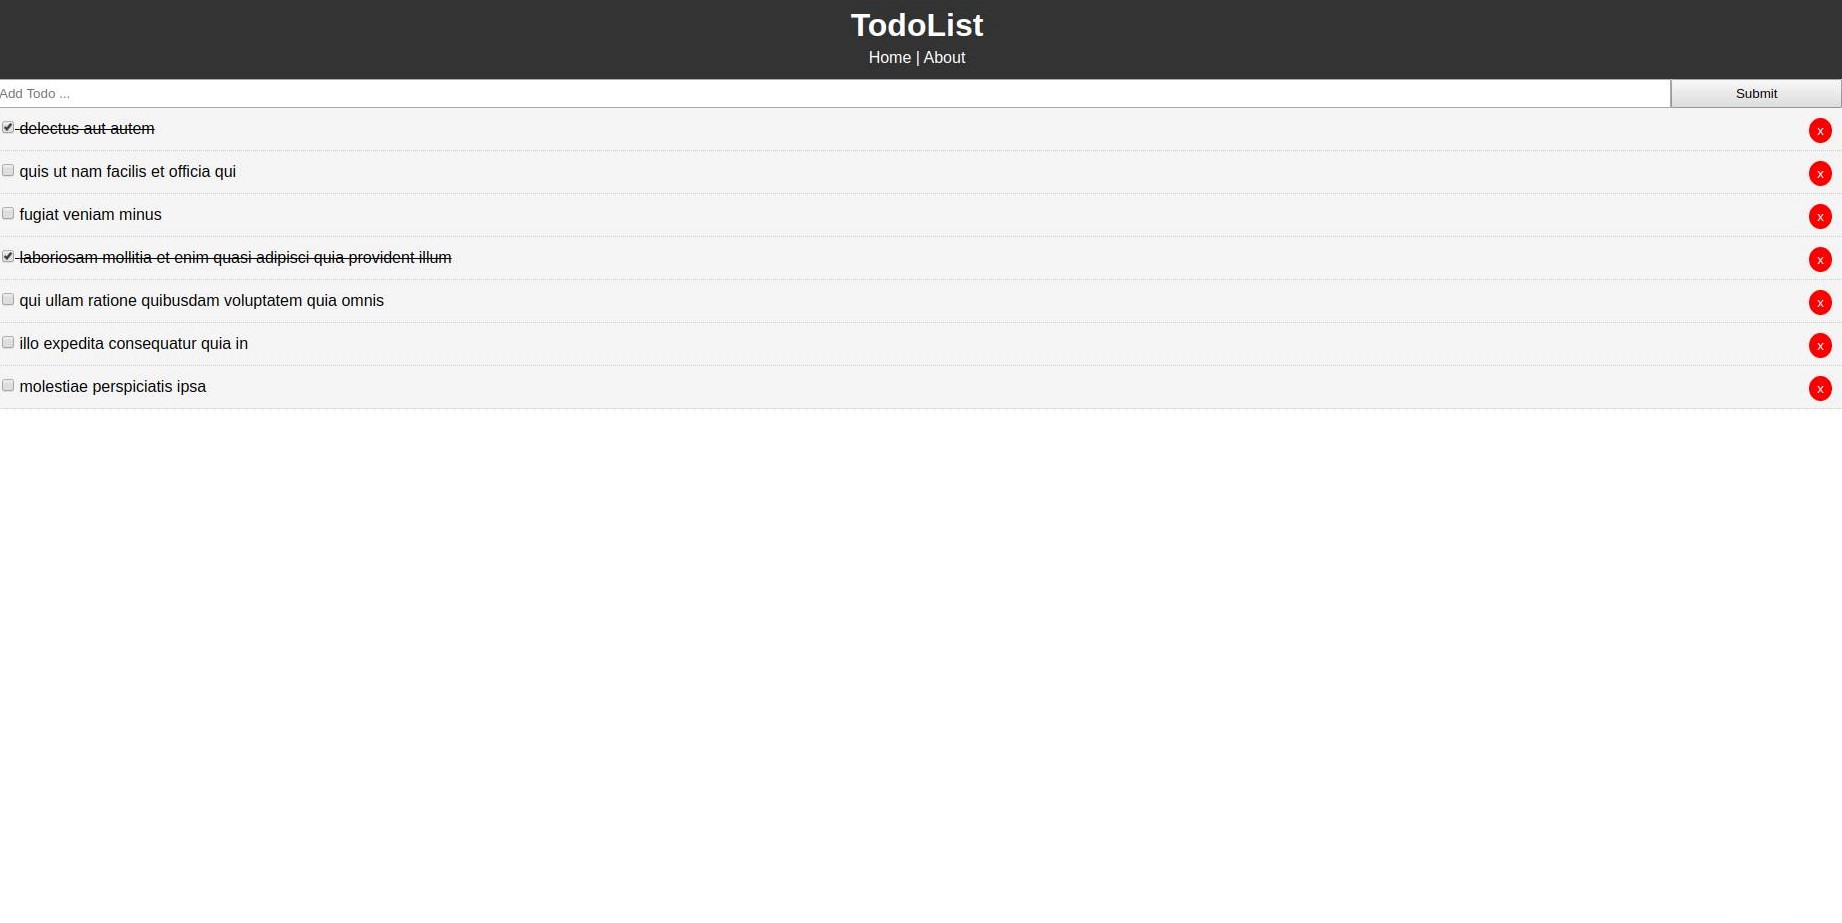 TodoList
Home | About
Add Todo ...
Submit
delectus aut autem
x
quis ut nam facilis et officia qui
x
fugiat veniam minus
x
laboriosam mollitia et enim quasi adipisci quia provident illum
x
qui ullam ratione quibusdam voluptatem quia omnis
x
illo expedita consequatur quia in
x
molestiae perspiciatis ipsa
x